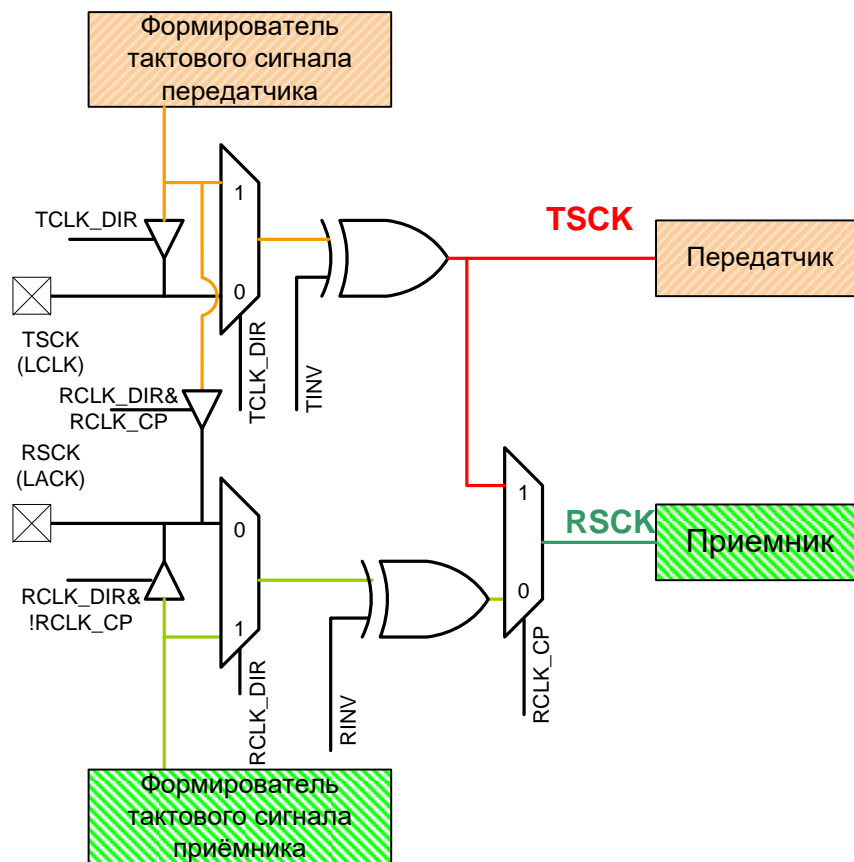 Формирователь
тактового сигнала
передатчика
TCLK_DIR
1
0
TSCK
(LCLK)
TCLK_DIR
TINV
TSCK
Передатчик
RCLK_DIR&
RCLK_CP
RSCK
(LACK)
0
1
RCLK_DIR&
!RCLK_CP
RCLK_DIR
RINV
1
0
RCLK_CP
RSCK
Приемник
Формирователь
тактового сигнала
приёмника